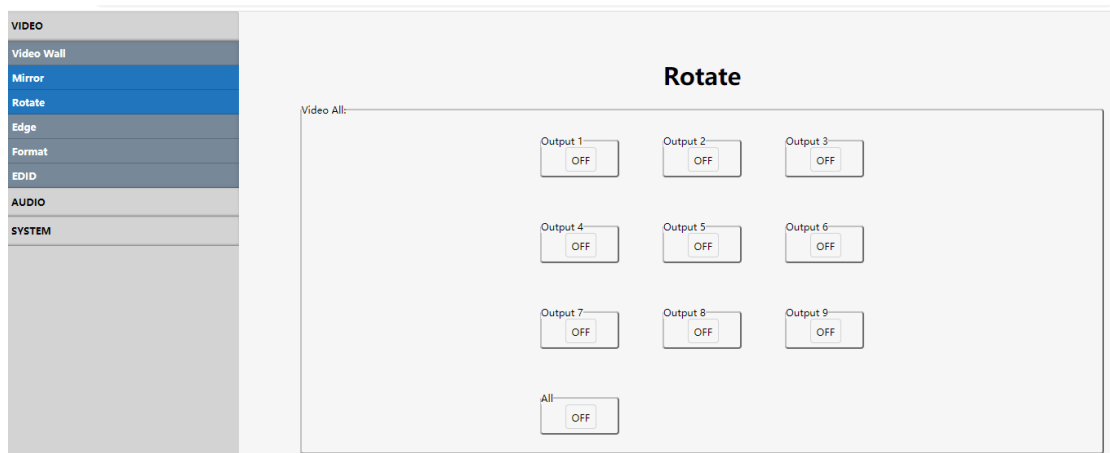 VIDEO
Video Wall
Mirror
Rotate
Edge
Format
EDID
AUDIO
SYSTEM
Rotate
Video All:
Output 1 Output 2 Output 3
OFF OFF OFF
Output 4 Output 5 Output 6
OFF OFF OFF
Output 7 Output 8 Output 9
OFF OFF OFF
All
OFF